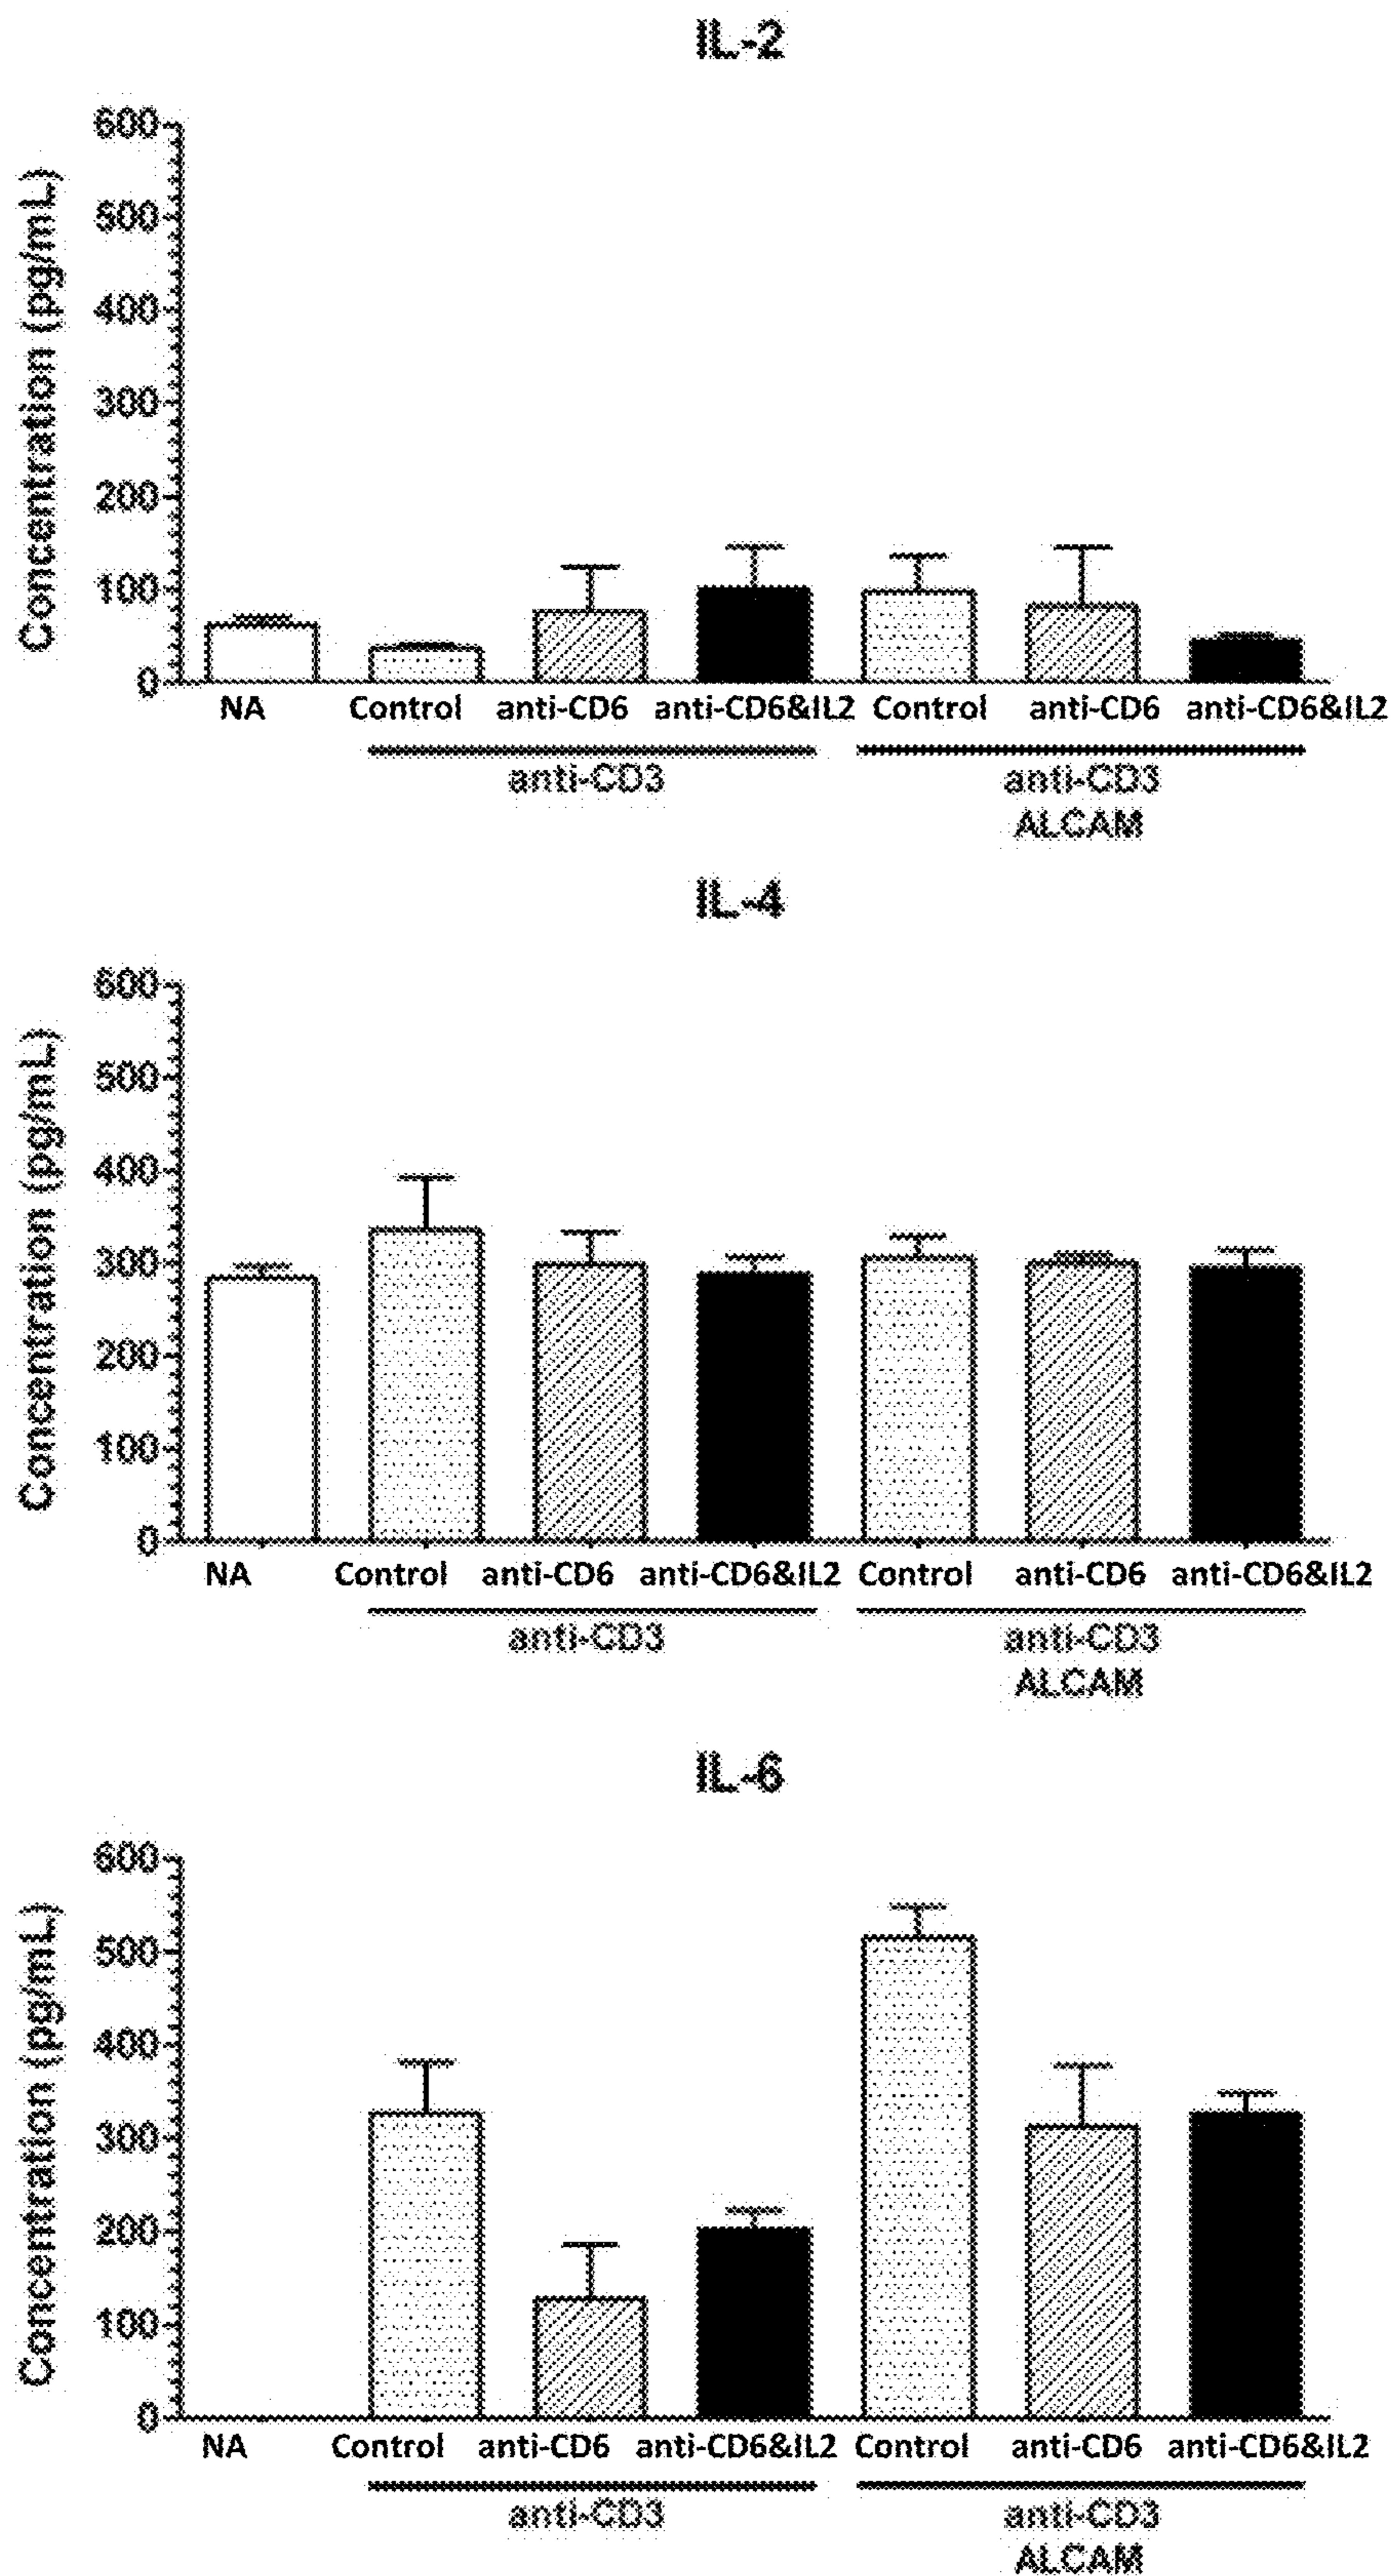 IL-2
Concentration (pg/mL)
600
500
400
300
200
100
0
NA Control anti-CD6 anti-CD6&IL2 Control anti-CD6 anti-CD6&IL2
anti-CD3 anti-CD3
ALCAM
IL-4
Concentration (pg/mL)
600
500
400
300
200
100
0
NA Control anti-CD6 anti-CD6&IL2 Control anti-CD6 anti-CD6&IL2
anti-CD3 anti-CD3
ALCAM
IL-6
Concentration (pg/mL)
600
500
400
300
200
100
0
NA Control anti-CD6 anti-CD6&IL2 Control anti-CD6 anti-CD6&IL2
anti-CD3 anti-CD3
ALCAM